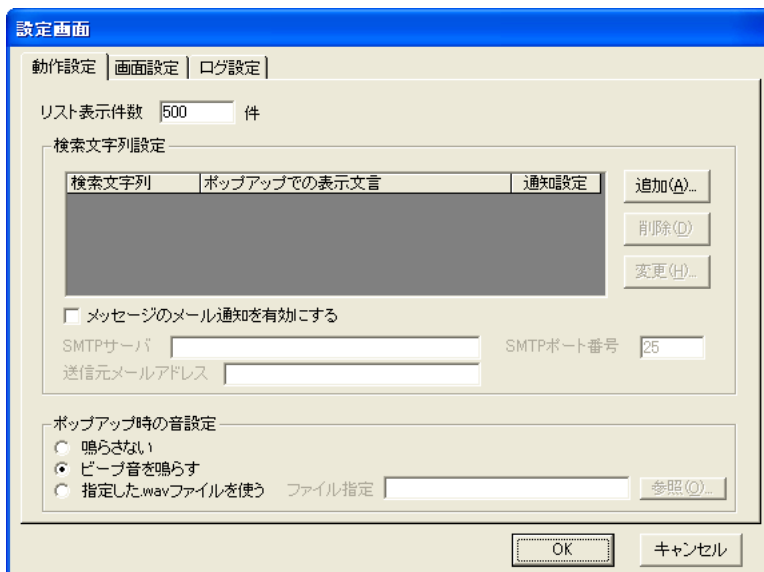 設定画面
動作設定 画面設定 ログ設定
リスト表示件数 500 件
検索文字列設定
検索文字列 ポップアップでの表示文言 通知設定
追加(A)...
削除(D)
変更(H)...
メッセージのメール通知を有効にする
SMTPサーバ SMTPポート番号 25
送信元メールアドレス
ポップアップ時の音設定
鳴らさない
ビープ音を鳴らす
指定した.wavファイルを使う ファイル指定 参照(O)...
OK キャンセル